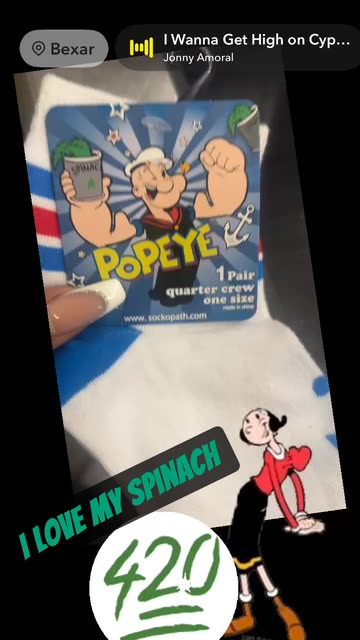 Bexar
I Wanna Get High on Cyp...
Jonny Amoral
SPINAC
POPEYE
1 Pair
quarter crew
one size
made in china
www.sockopath.com
I LOVE MY SPINACH
420